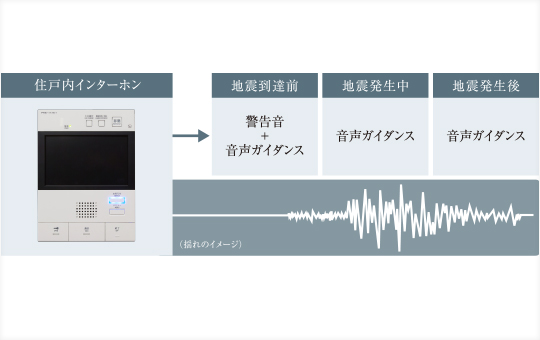 住戸内インターホン
地震到達前
地震発生中
地震発生後
警告音
+
音声ガイダンス
音声ガイダンス
音声ガイダンス
（揺れのイメージ）